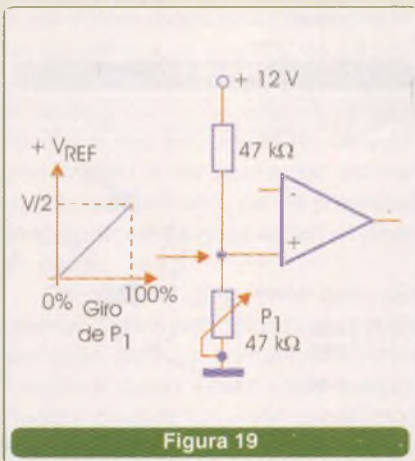 + 12 V
+ VREF
47 kΩ
V/2
-
+
0%
100%
Giro
de P1
P1
47 kΩ
Figura 19